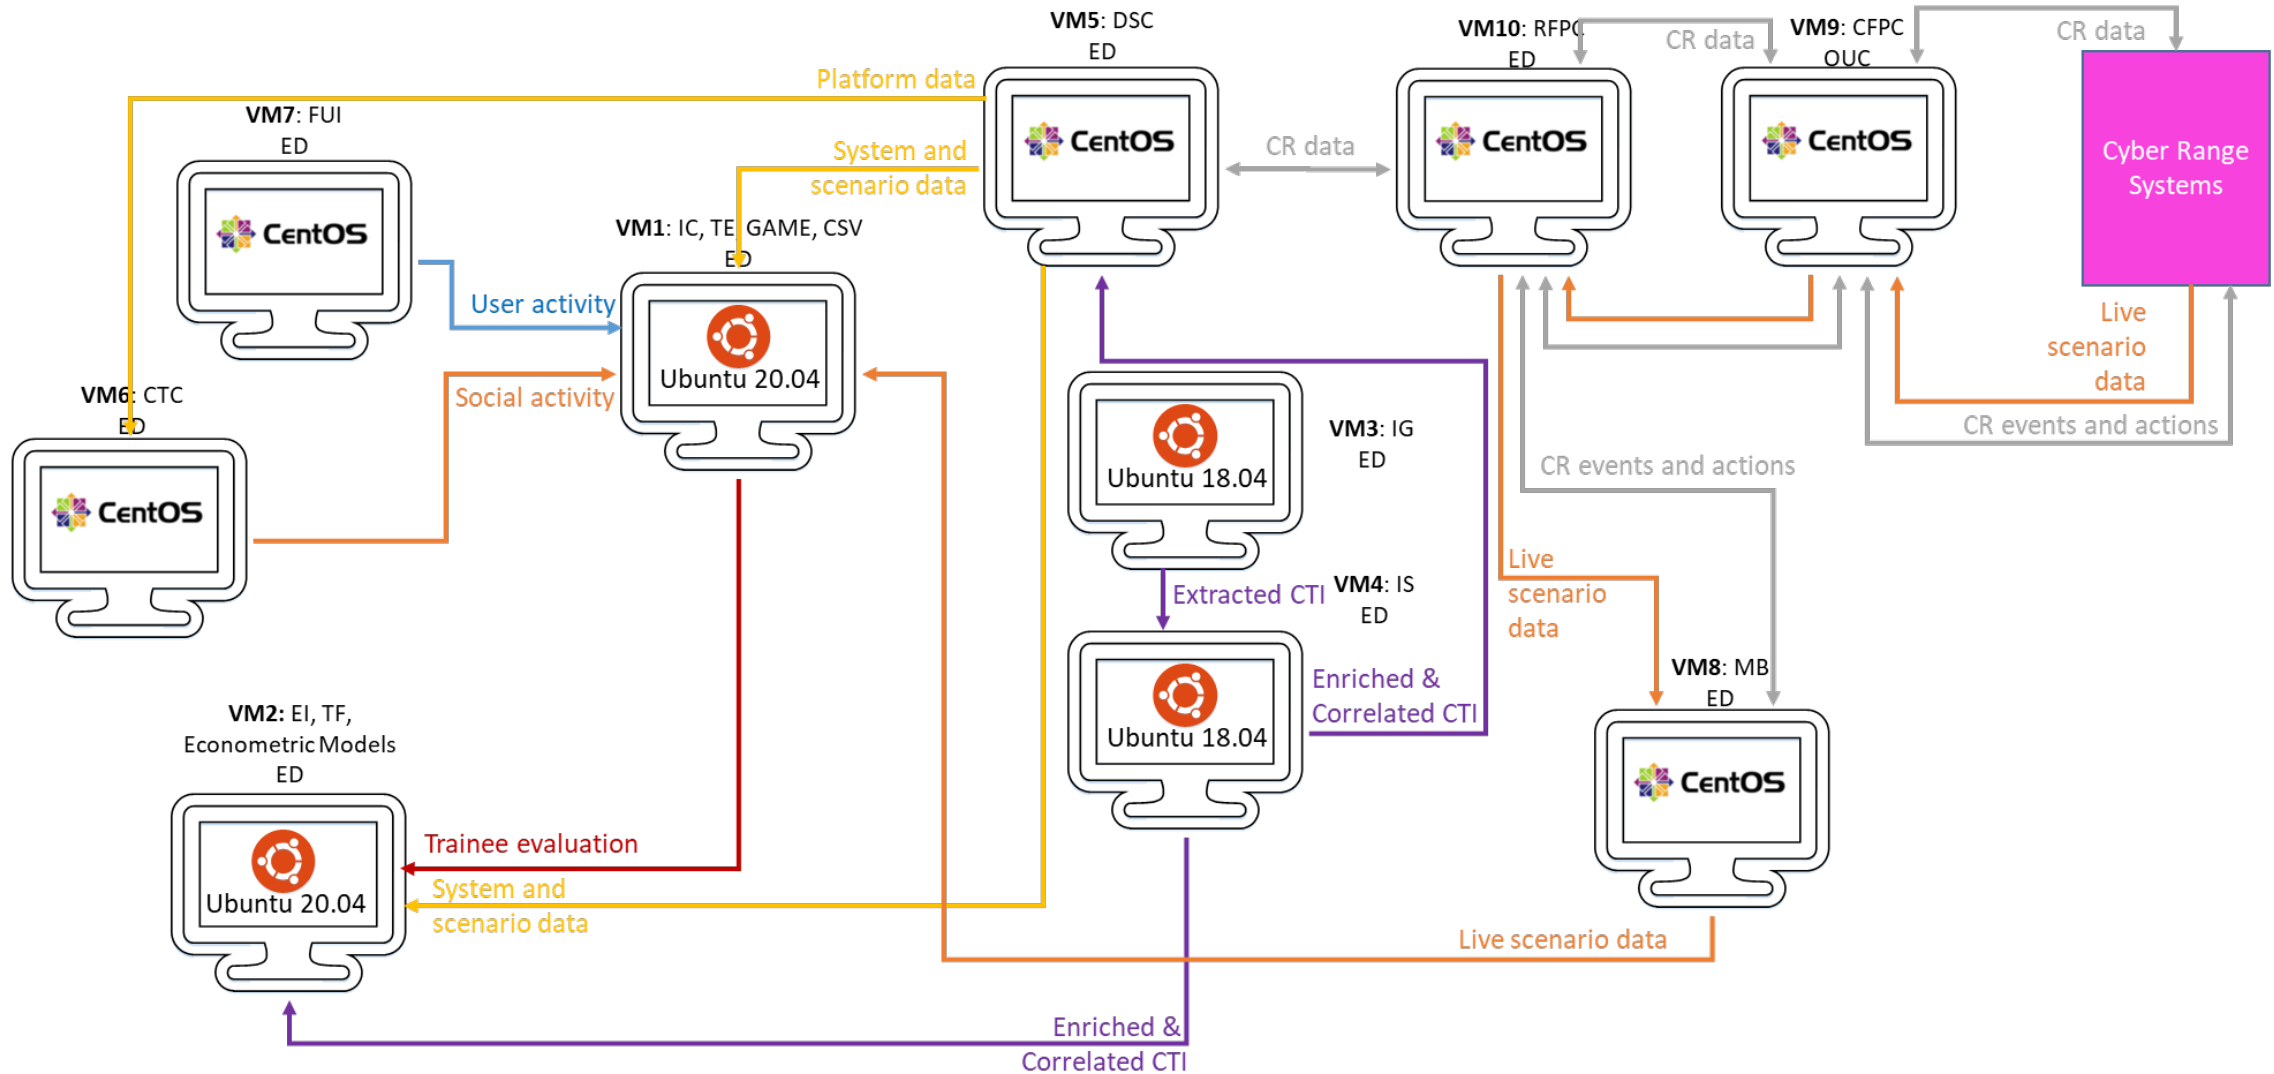 VM5: DSC
ED
VM10: RFPC
ED
CR data
VM9: CFPC
OUC
CR data
Platform data
VM7: FUI
ED
CentOS
CentOS
CentOS
CentOS
System and
scenario data
CR data
Cyber Range
Systems
VM1: IC, TE, GAME, CSV
ED
User activity
Ubuntu 20.04
Social activity
VM6: CTC
ED
CentOS
Live
scenario
data
CR events and actions
VM3: IG
ED
Ubuntu 18.04
CR events and actions
Extracted CTI
VM4: IS
ED
Live
scenario
data
Enriched &
Correlated CTI
Ubuntu 18.04
VM8: MB
ED
CentOS
VM2: EI, TF,
Econometric Models
ED
Ubuntu 20.04
Trainee evaluation
System and
scenario data
Live scenario data
Enriched &
Correlated CTI